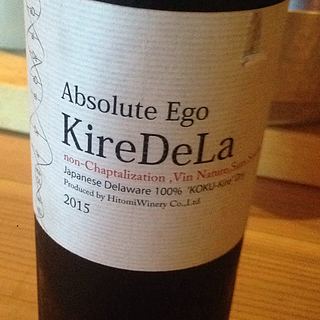 Absolute Ego
KireDeLa
non-Chaptalization , Vin Nature, Sans
Japanese Delaware 100% 'KOKU-Kire'
Produced by HitomiWinery Co.,Ltd.
2015